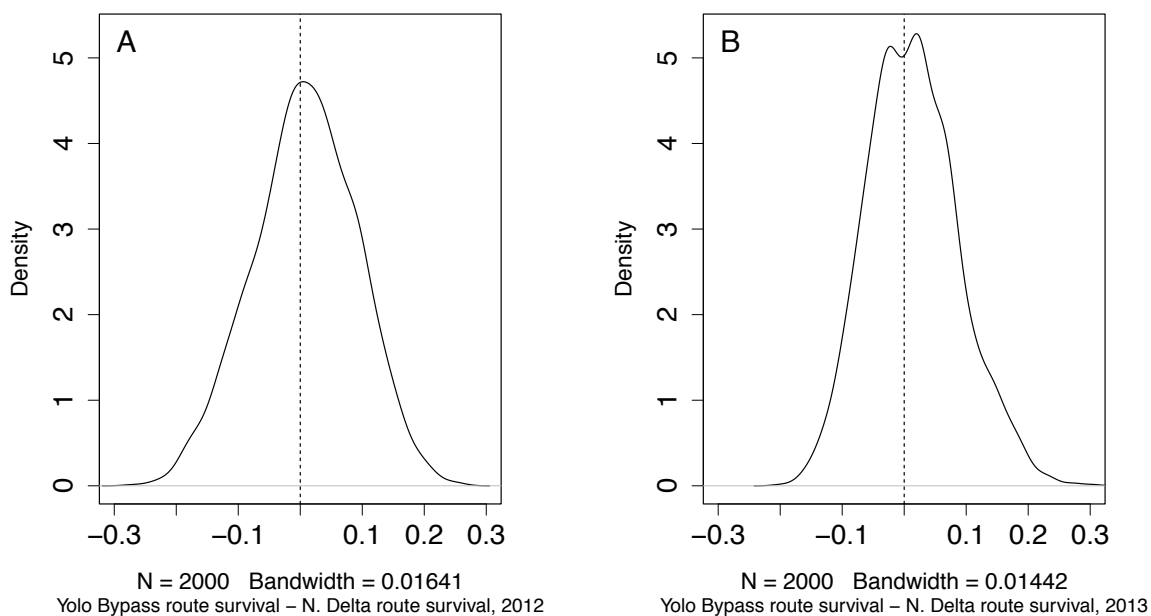 A
Density
5
4
3
2
1
0
−0.3 −0.1 0.1 0.2 0.3
N = 2000 Bandwidth = 0.01641
Yolo Bypass route survival − N. Delta route survival, 2012
B
Density
5
4
3
2
1
0
−0.3 −0.1 0.1 0.2 0.3
N = 2000 Bandwidth = 0.01442
Yolo Bypass route survival − N. Delta route survival, 2013